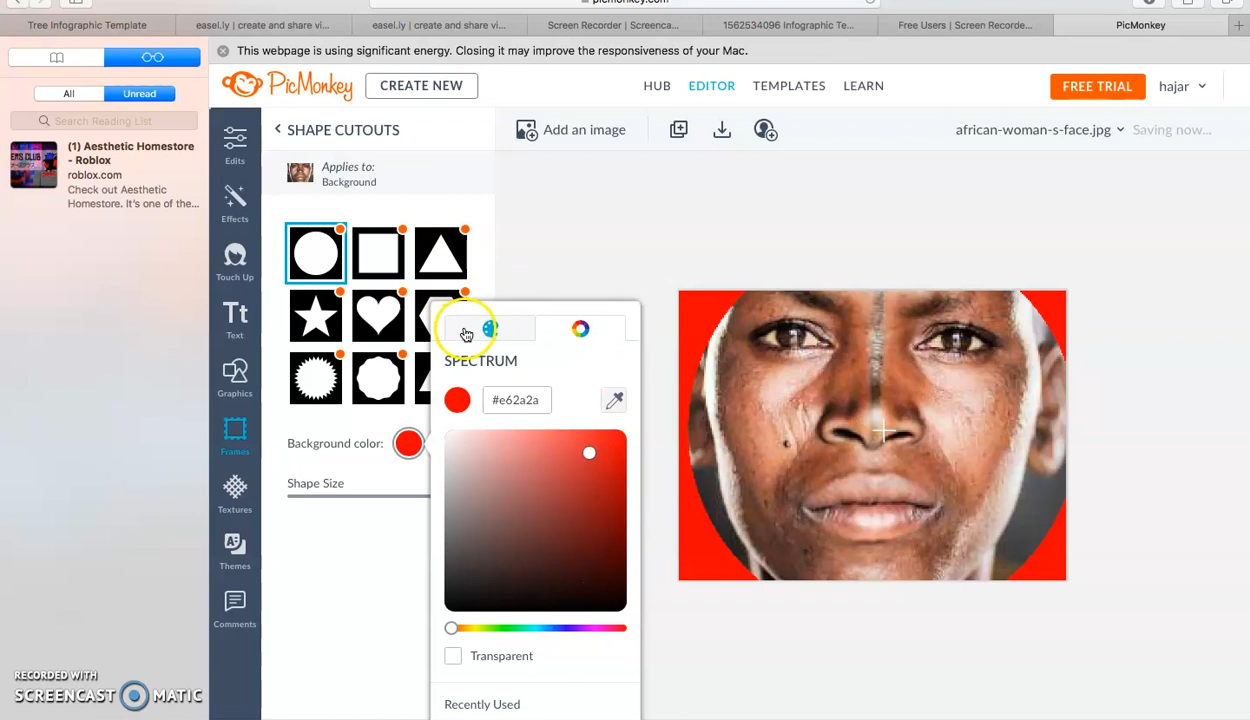 picmonkey.com
Tree Infographic Template
easel.ly | create and share vi...
easel.ly | create and share vi...
Screen Recorder | Screenca...
1562534096 Infographic Te...
Free Users | Screen Recorde...
PicMonkey
This webpage is using significant energy. Closing it may improve the responsiveness of your Mac.
All
Unread
Search Reading List
(1) Aesthetic Homestore
- Roblox
roblox.com
Check out Aesthetic
Homestore. It's one of the...
PicMonkey
CREATE NEW
HUB
EDITOR
TEMPLATES
LEARN
FREE TRIAL
hajar
SHAPE CUTOUTS
Add an image
african-woman-s-face.jpg
Saving now...
Applies to:
Background
Edits
Effects
Touch Up
Tt
Text
Graphics
Frames
Textures
Themes
Comments
Background color:
Shape Size
SPECTRUM
#e62a2a
Transparent
Recently Used
RECORDED WITH
SCREENCAST MATIC